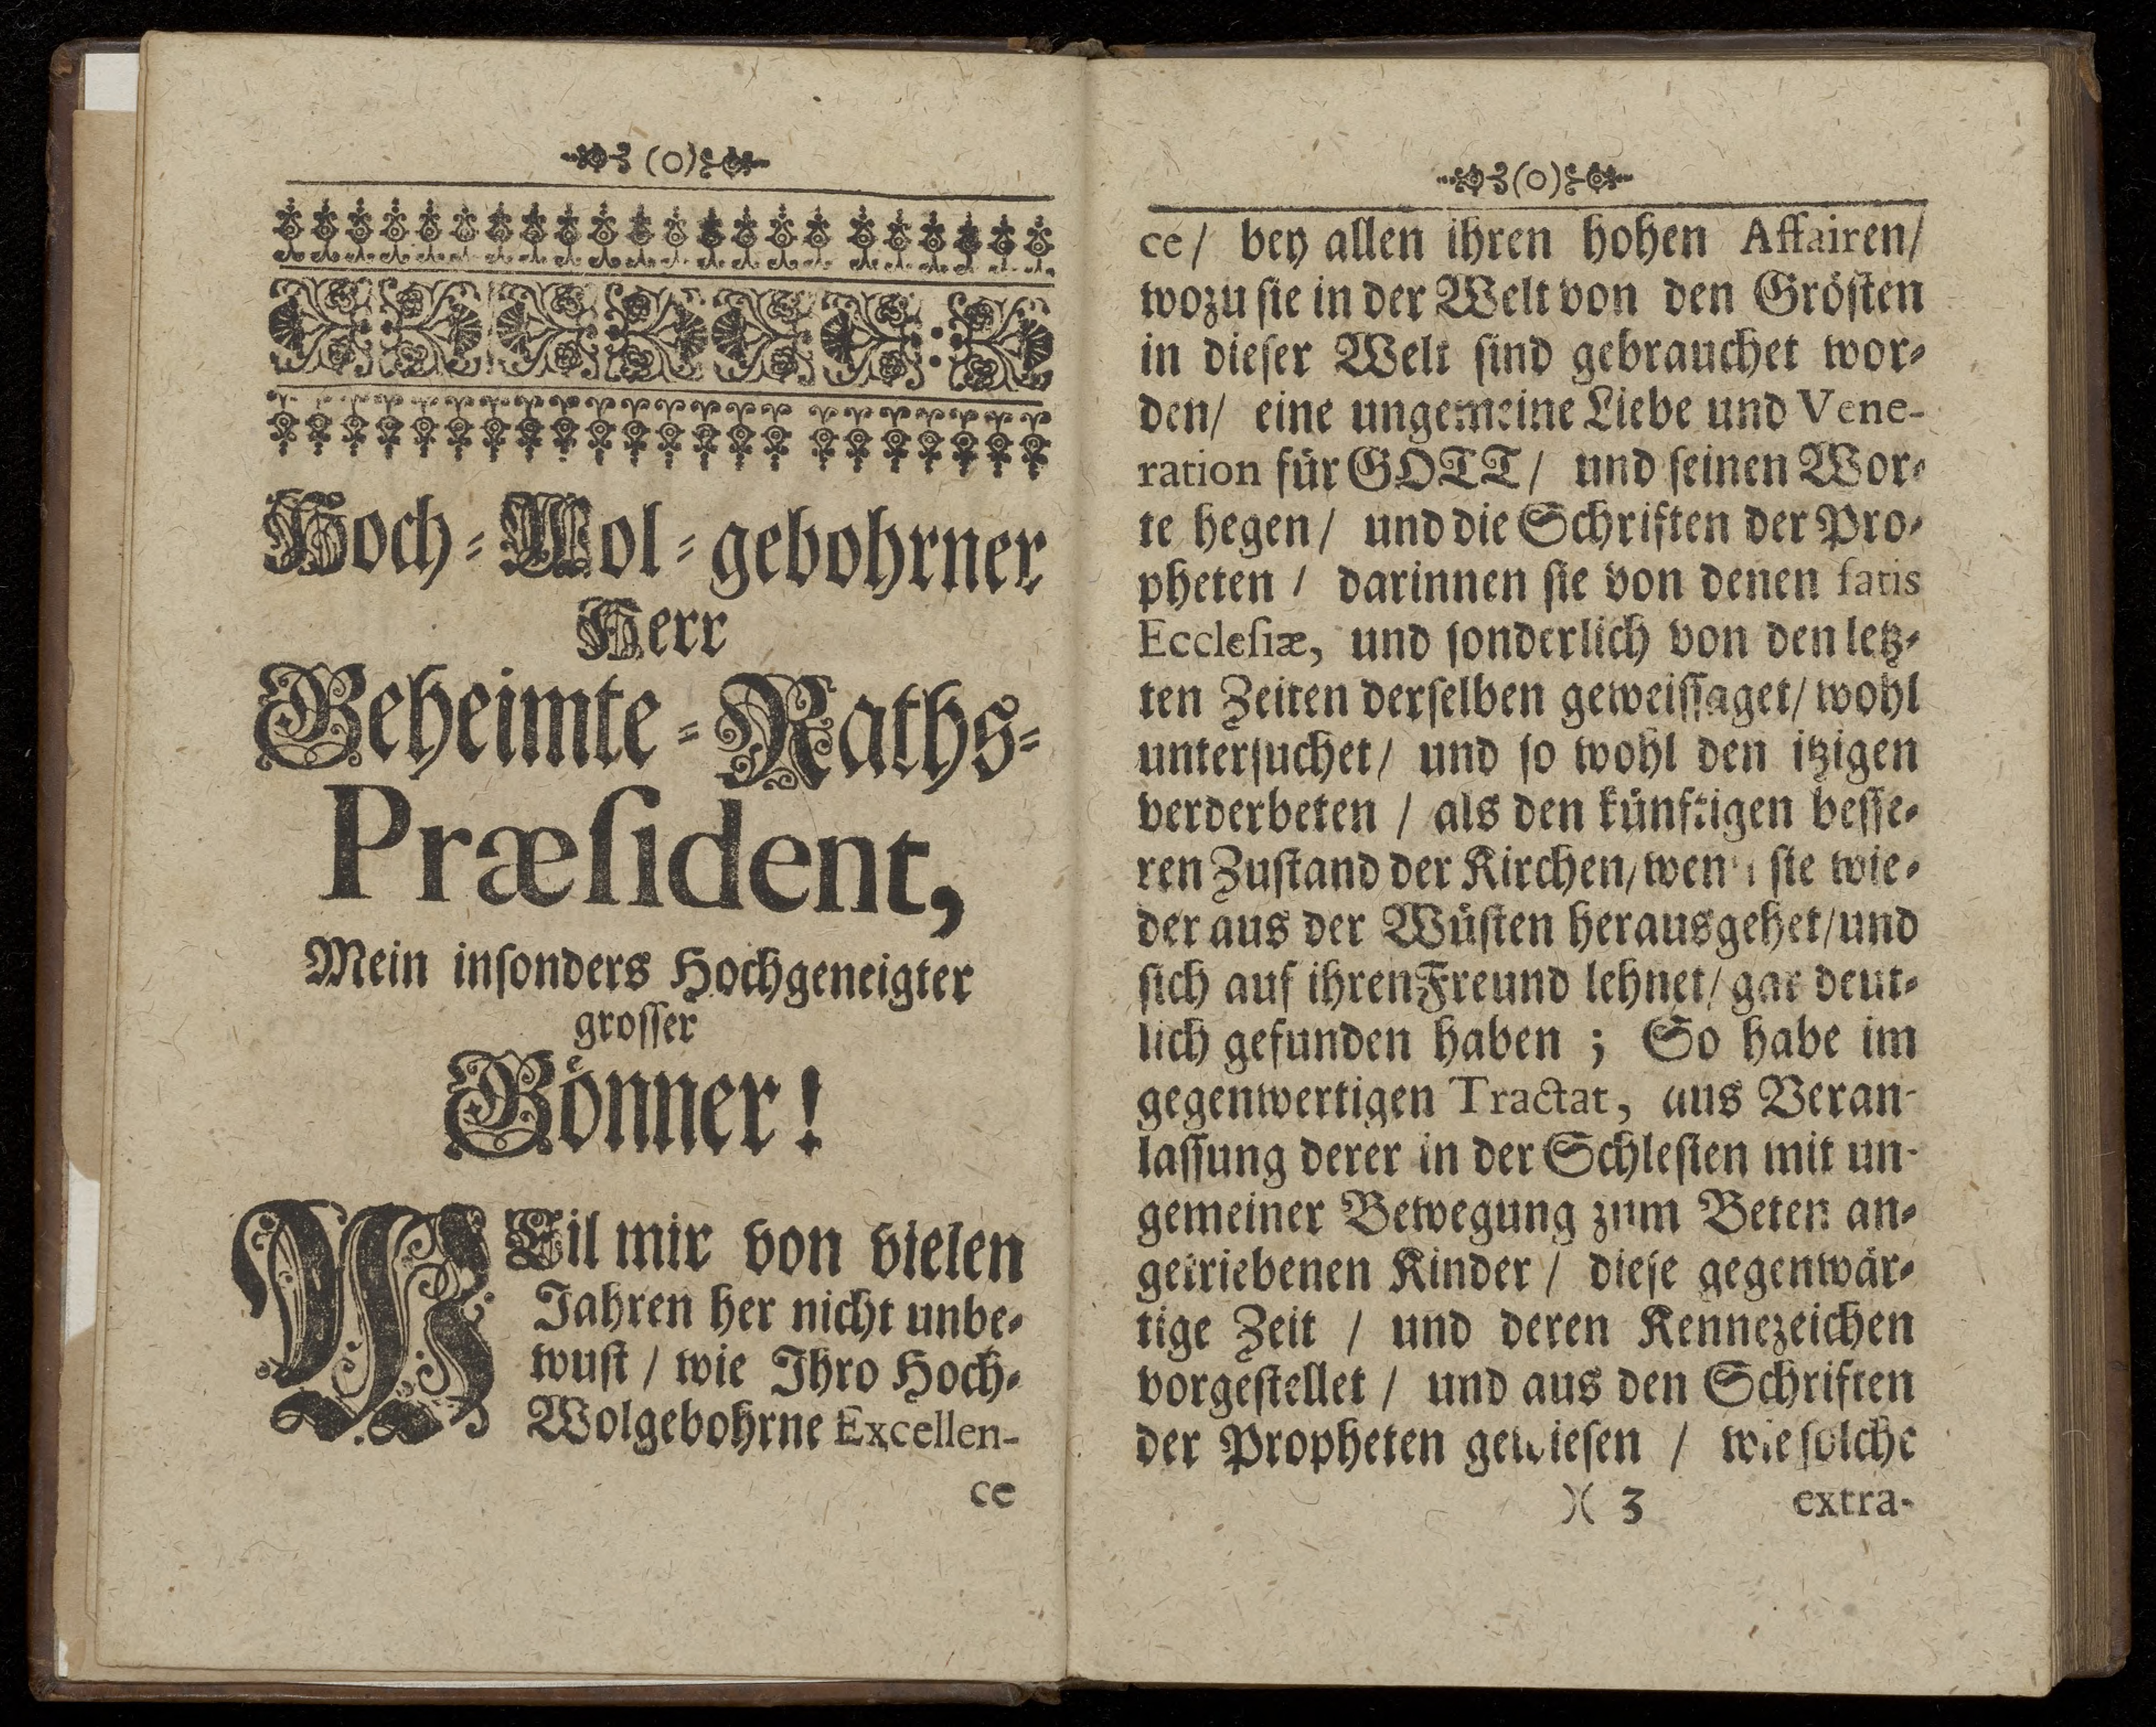 (O)
Hoch-Wol-gebohrner
Herr
Geheimte-Raths-
Præſident,
Mein inſonders Hochgeneigter
groſſer
Gönner!
WEil mir von vielen
Jahren her nicht unbe-
wuſt / wie Ihro Hoch-
Wolgebohrne Excellen-
ce
(O)
ce/ bey allen ihren hohen Affairen/
wozu ſie in der Welt von den Gröſten
in dieſer Welt ſind gebrauchet wor-
den/ eine ungemeine Liebe und Vene-
ration für GOTT/ und ſeinen Wor-
te hegen/ und die Schrifften der Pro-
pheten / darinnen ſie von denen fatis
Eccleſiæ, und ſonderlich von den letz-
ten Zeiten derſelben geweiſſaget/ wohl
unterſuchet/ und ſo wohl den itzigen
verderbeten / als den künftigen beſſe-
ren Zuſtand der Kirchen/ wenn ſie wie-
der aus der Wüſten herausgehet/und
ſich auf ihren Freund lehnet/ gar deut-
lich gefunden haben ; So habe im
gegenwertigen Tractat, aus Veran-
laſſung derer in der Schleſien mit un-
gemeiner Bewegung zum Beten an-
getriebenen Kinder / dieſe gegenwär-
tige Zeit / und deren Kennezeichen
vorgeſtellet / und aus den Schriften
der Propheten gewieſen / wie ſolche
)( 3 extra-